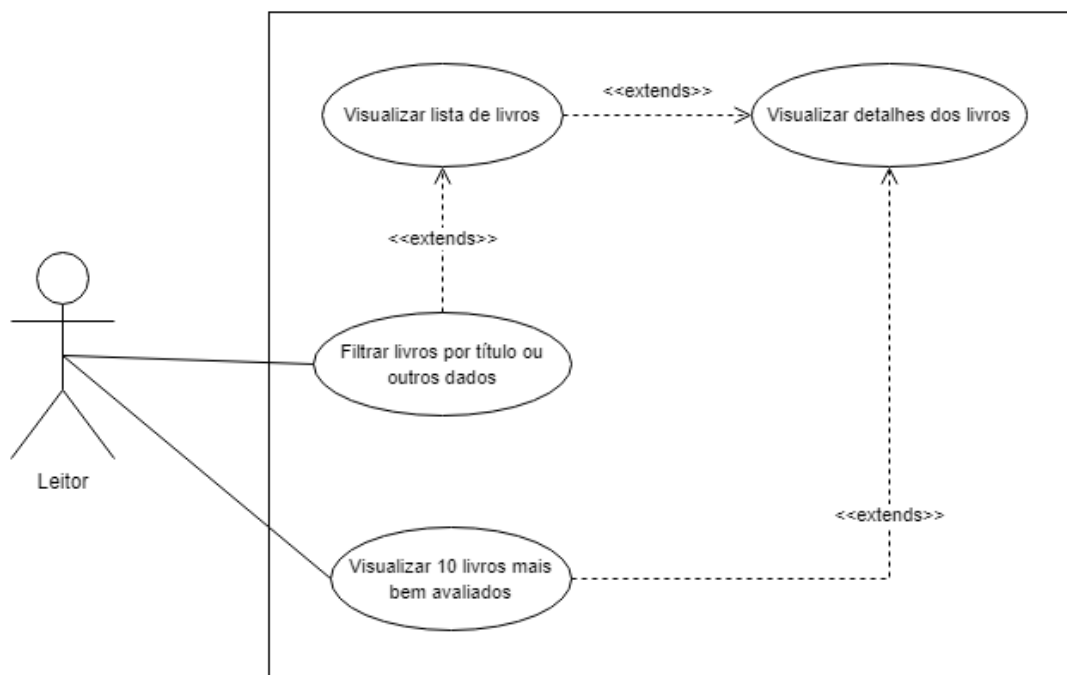 <<extends>>
Visualizar lista de livros
Visualizar detalhes dos livros
<<extends>>
Filtrar livros por título ou
outros dados
Leitor
<<extends>>
Visualizar 10 livros mais
bem avaliados